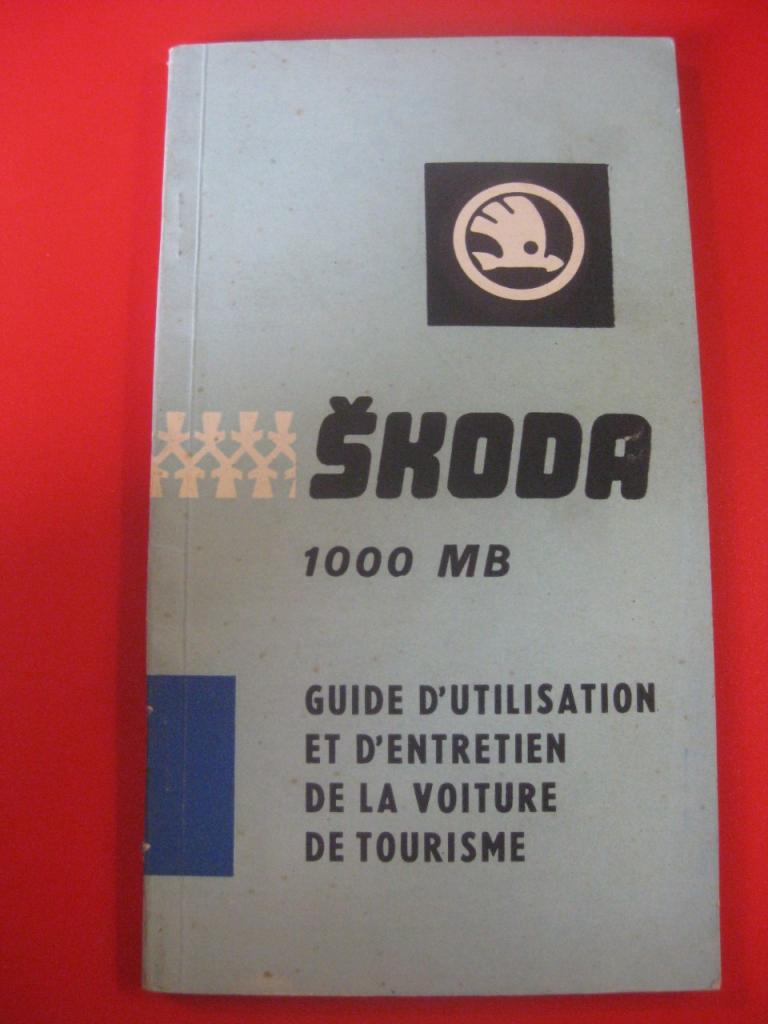 ŠKODA
1000 MB
GUIDE D'UTILISATION
ET D'ENTRETIEN
DE LA VOITURE
DE TOURISME